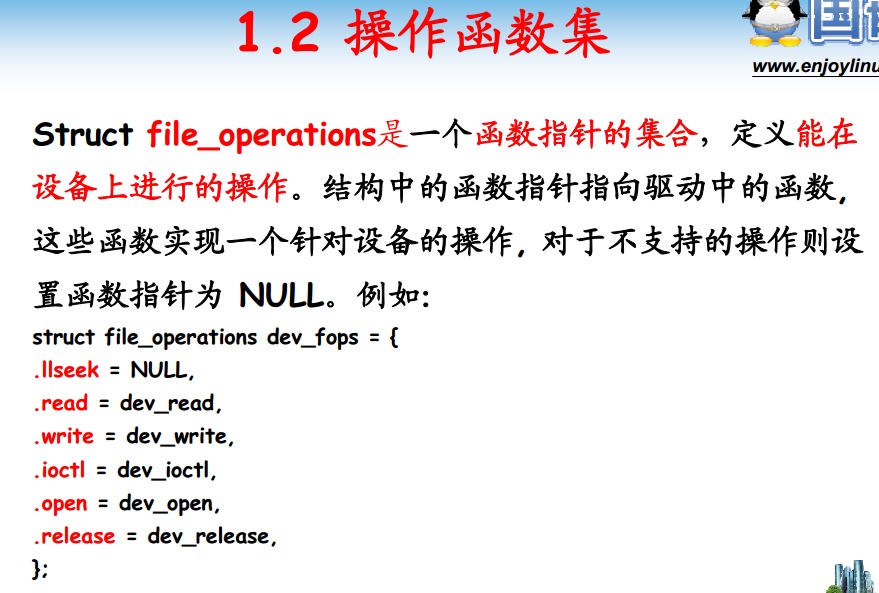 1.2 操作函数集
www.enjoylinu
Struct file_operations是一个函数指针的集合，定义能在
设备上进行的操作。结构中的函数指针指向驱动中的函数,
这些函数实现一个针对设备的操作, 对于不支持的操作则设
置函数指针为 NULL。例如:
struct file_operations dev_fops = {
.llseek = NULL,
.read = dev_read,
.write = dev_write,
.ioctl = dev_ioctl,
.open = dev_open,
.release = dev_release,
};